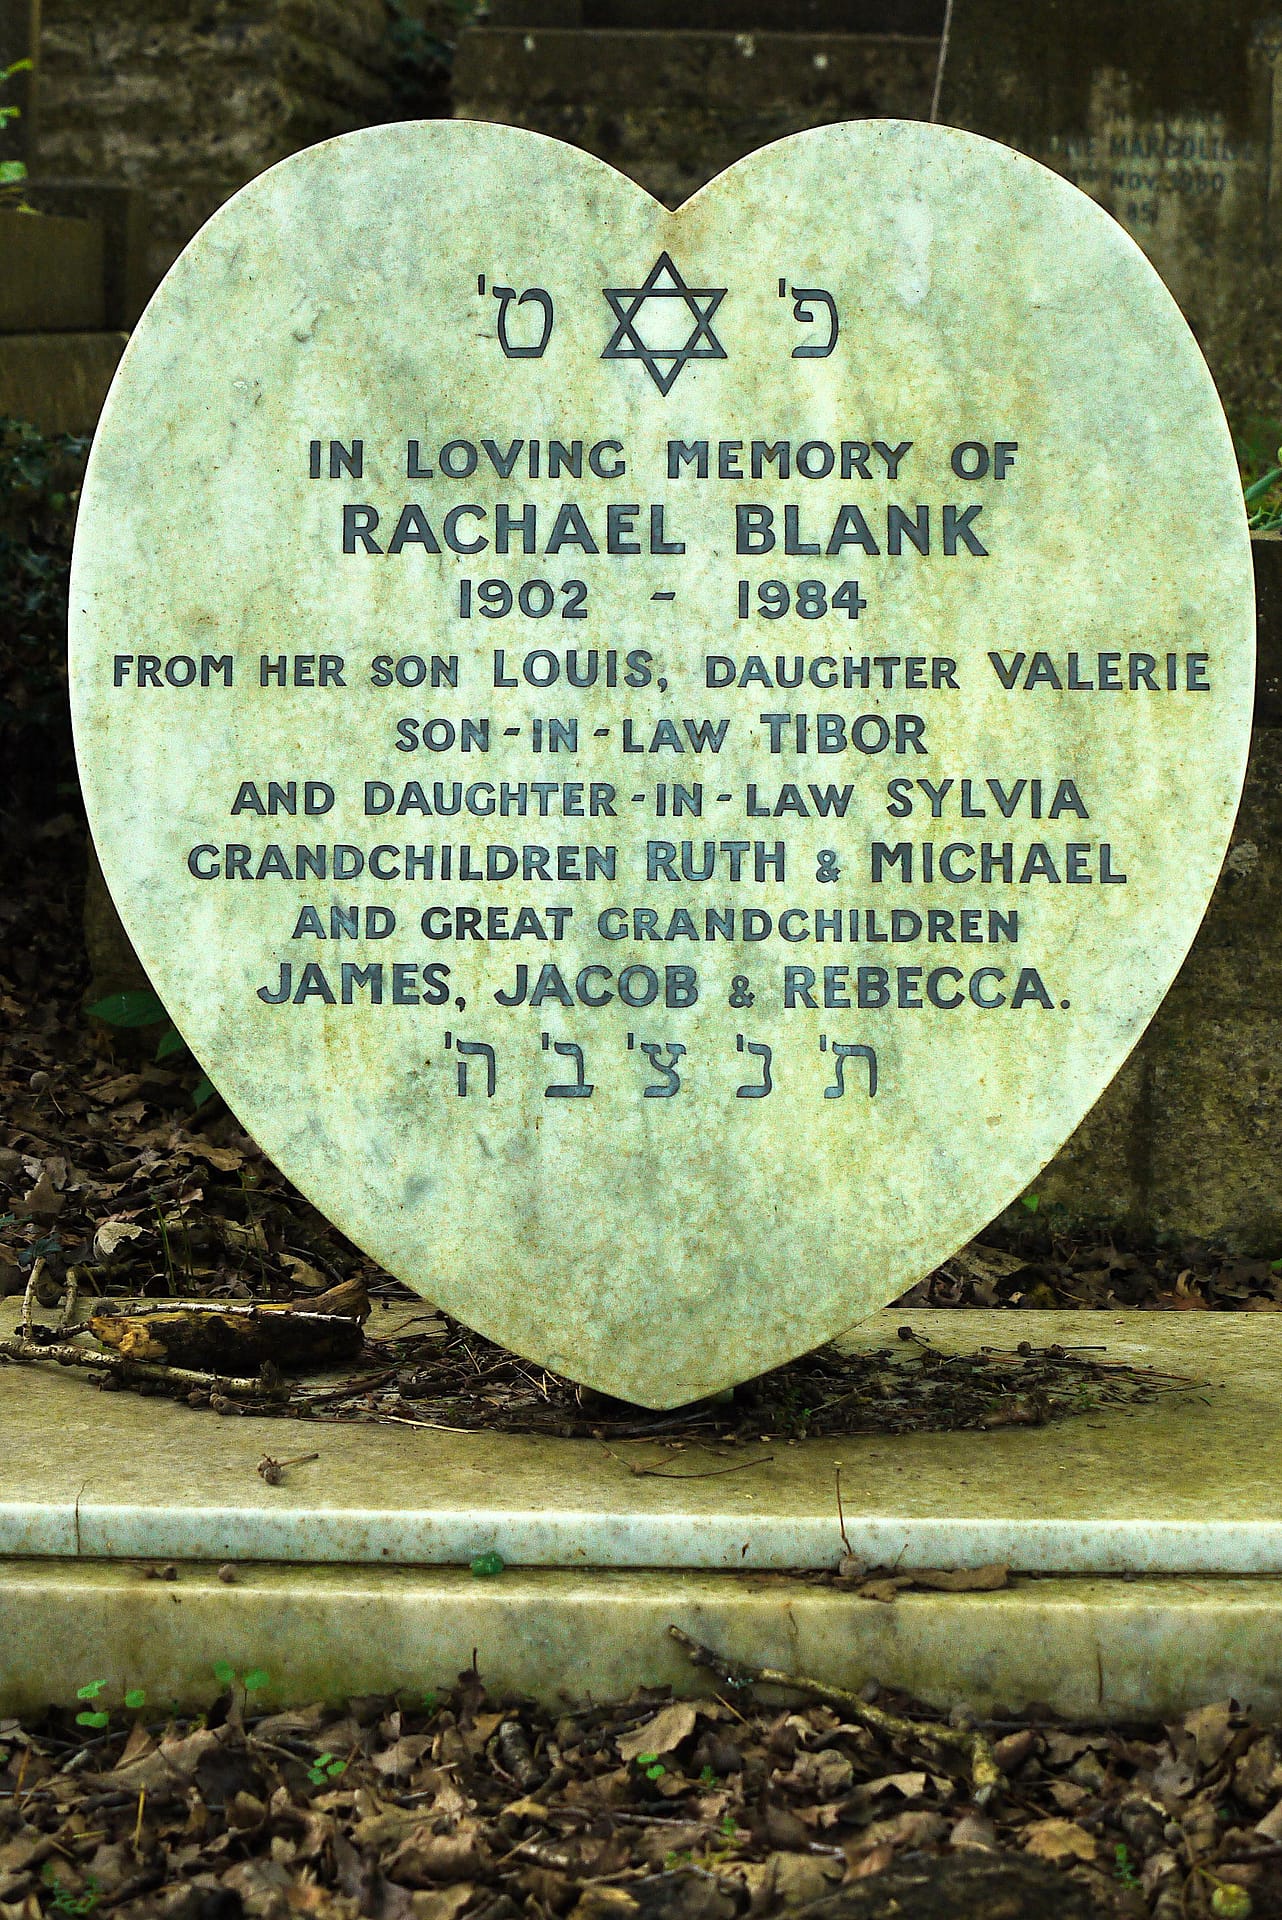 פ' ט'
IN LOVING MEMORY OF
RACHAEL BLANK
1902 - 1984
FROM HER SON LOUIS, DAUGHTER VALERIE
SON-IN-LAW TIBOR
AND DAUGHTER-IN-LAW SYLVIA
GRANDCHILDREN RUTH & MICHAEL
AND GREAT GRANDCHILDREN
JAMES, JACOB & REBECCA.
ת' נ' צ' ב' ה'